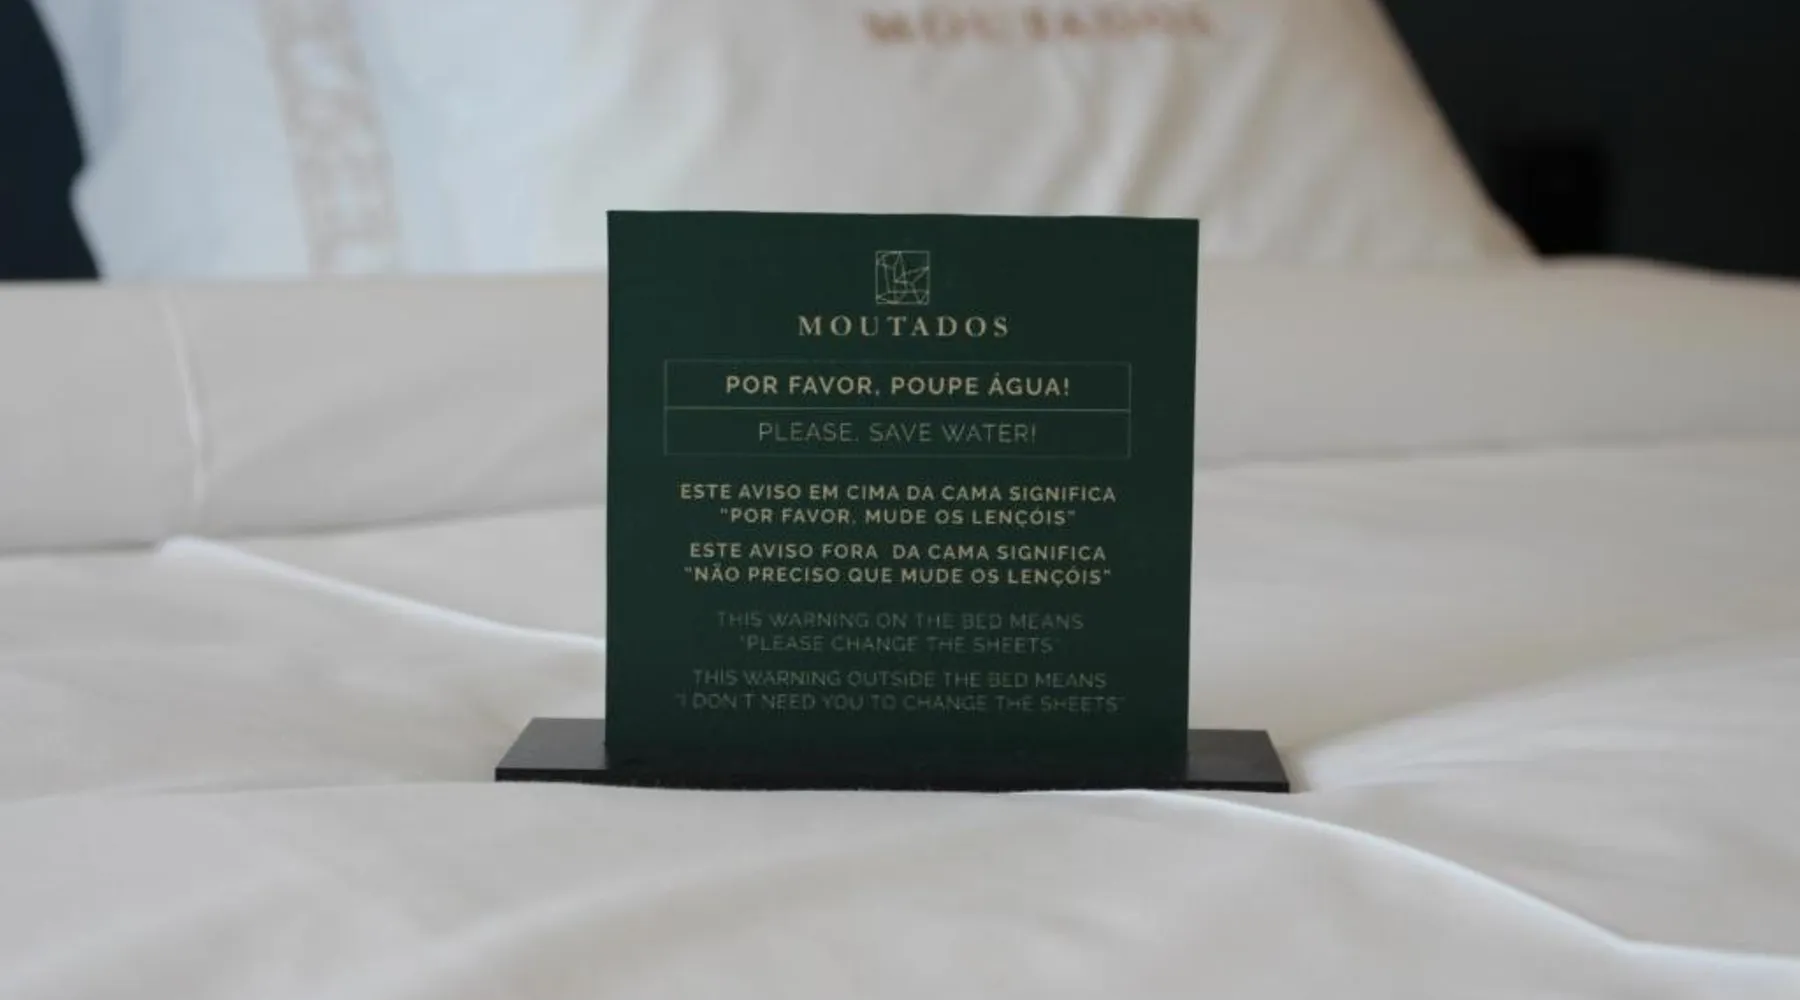 MOUTADOS
MOUTADOS
POR FAVOR, POUPE ÁGUA!
PLEASE, SAVE WATER!
ESTE AVISO EM CIMA DA CAMA SIGNIFICA
"POR FAVOR, MUDE OS LENÇÓIS"
ESTE AVISO FORA DA CAMA SIGNIFICA
"NÃO PRECISO QUE MUDE OS LENÇÓIS"
THIS WARNING ON THE BED MEANS
"PLEASE CHANGE THE SHEETS"
THIS WARNING OUTSIDE THE BED MEANS
"I DON'T NEED YOU TO CHANGE THE SHEETS"